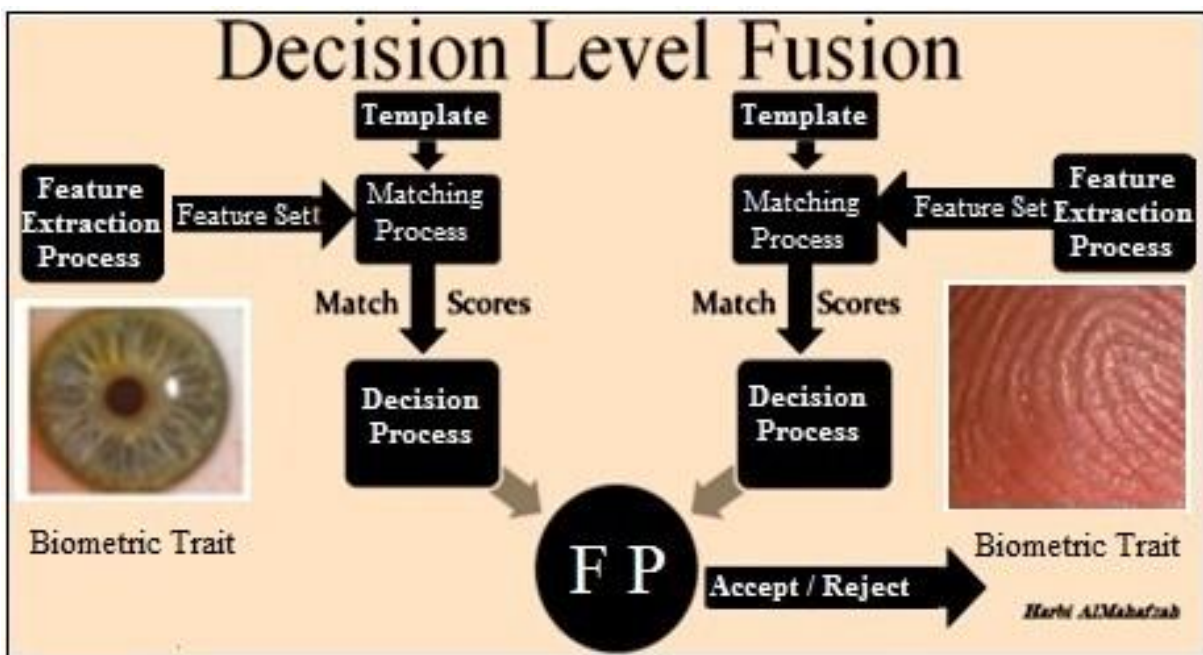 Decision Level Fusion
Template
Template
Feature
Extraction
Process
Feature Sett
Matching
Process
Matching
Process
Feature Set
Feature
Extraction
Process
Match Scores
Match Scores
Decision
Process
Decision
Process
Biometric Trait
Biometric Trait
F P
Accept / Reject
Harbi AlMahafzah